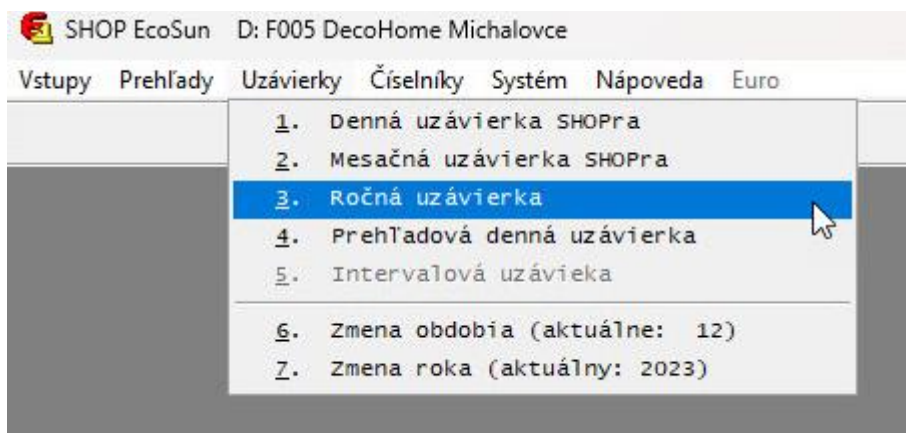 SHOP EcoSun D: F005 DecoHome Michalovce
Vstupy Prehľady Uzávierky Číselníky Systém Nápoveda Euro
1. Denná uzávierka SHOPra
2. Mesačná uzávierka SHOPra
3. Ročná uzávierka
4. Prehľadová denná uzávierka
5. Intervalová uzávieka
6. Zmena obdobia (aktuálne: 12)
7. Zmena roka (aktuálny: 2023)